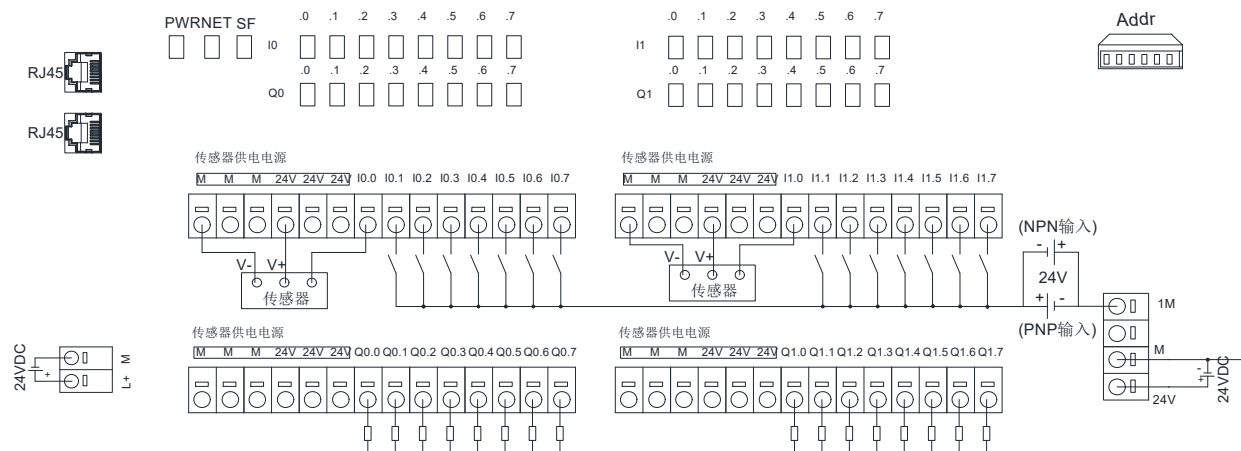 PWR NET SF
.0 .1 .2 .3 .4 .5 .6 .7
.0 .1 .2 .3 .4 .5 .6 .7
Addr
I0
I1
RJ45
.0 .1 .2 .3 .4 .5 .6 .7
.0 .1 .2 .3 .4 .5 .6 .7
Q0
Q1
RJ45
传感器供电电源
传感器供电电源
M M M 24V 24V 24V I0.0 I0.1 I0.2 I0.3 I0.4 I0.5 I0.6 I0.7
M M M 24V 24V 24V I1.0 I1.1 I1.2 I1.3 I1.4 I1.5 I1.6 I1.7
(NPN输入)
- +
24V
V- V+
传感器
V- V+
传感器
+ -
(PNP输入)
1M
传感器供电电源
传感器供电电源
M M M 24V 24V 24V Q0.0 Q0.1 Q0.2 Q0.3 Q0.4 Q0.5 Q0.6 Q0.7
M M M 24V 24V 24V Q1.0 Q1.1 Q1.2 Q1.3 Q1.4 Q1.5 Q1.6 Q1.7
24VDC
+
M
L+
M
24V
- +
24VDC